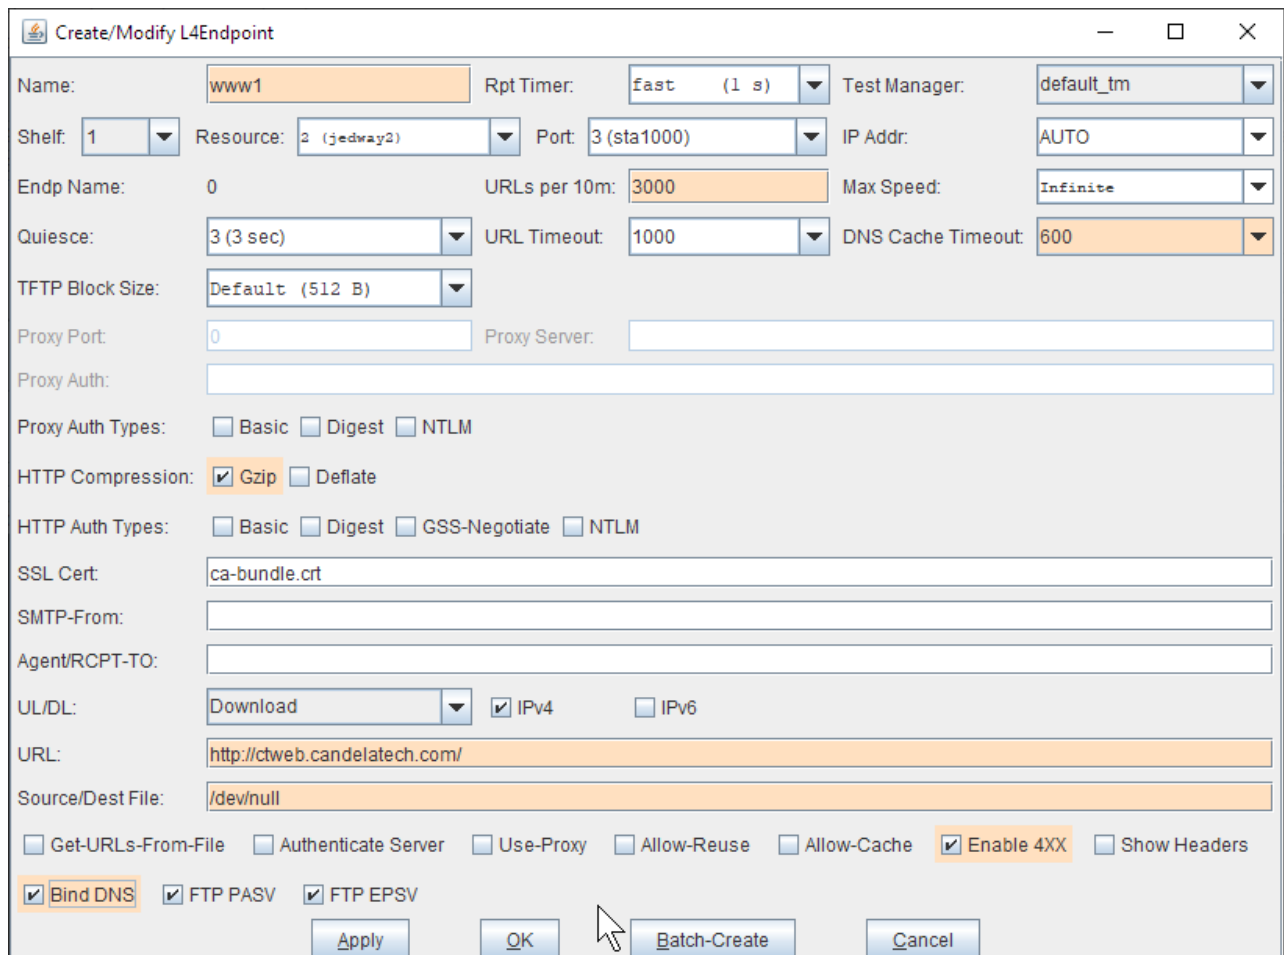 Create/Modify L4Endpoint
Name: www1 Rpt Timer: fast (1 s) Test Manager: default_tm
Shelf: 1 Resource: 2 (jedway2) Port: 3 (sta1000) IP Addr: AUTO
Endp Name: 0 URLs per 10m: 3000 Max Speed: Infinite
Quiesce: 3 (3 sec) URL Timeout: 1000 DNS Cache Timeout: 600
TFTP Block Size: Default (512 B)
Proxy Port: 0 Proxy Server:
Proxy Auth:
Proxy Auth Types: Basic Digest NTLM
HTTP Compression: Gzip Deflate
HTTP Auth Types: Basic Digest GSS-Negotiate NTLM
SSL Cert: ca-bundle.crt
SMTP-From:
Agent/RCPT-TO:
UL/DL: Download IPv4 IPv6
URL: http://ctweb.candelatech.com/
Source/Dest File: /dev/null
Get-URLs-From-File Authenticate Server Use-Proxy Allow-Reuse Allow-Cache Enable 4XX Show Headers
Bind DNS FTP PASV FTP EPSV
Apply OK Batch-Create Cancel